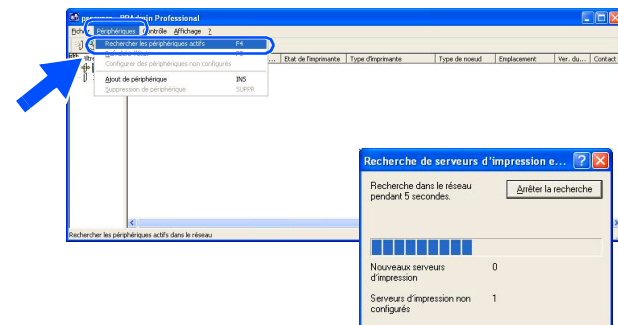 BRAdmin Professional
Périphériques Contrôle Affichage ?
Rechercher les périphériques actifs F4
Configurer des périphériques non configurés
Ajout de périphérique INS
Suppression de périphérique SUPPR
Etat de l'imprimante Type d'imprimante Type de noeud Emplacement Ver. du... Contact
Rechercher les périphériques actifs dans le réseau
Recherche de serveurs d'impression e...
Recherche dans le réseau
pendant 5 secondes.
Arrêter la recherche
Nouveaux serveurs
d'impression
0
Serveurs d'impression non
configurés
1